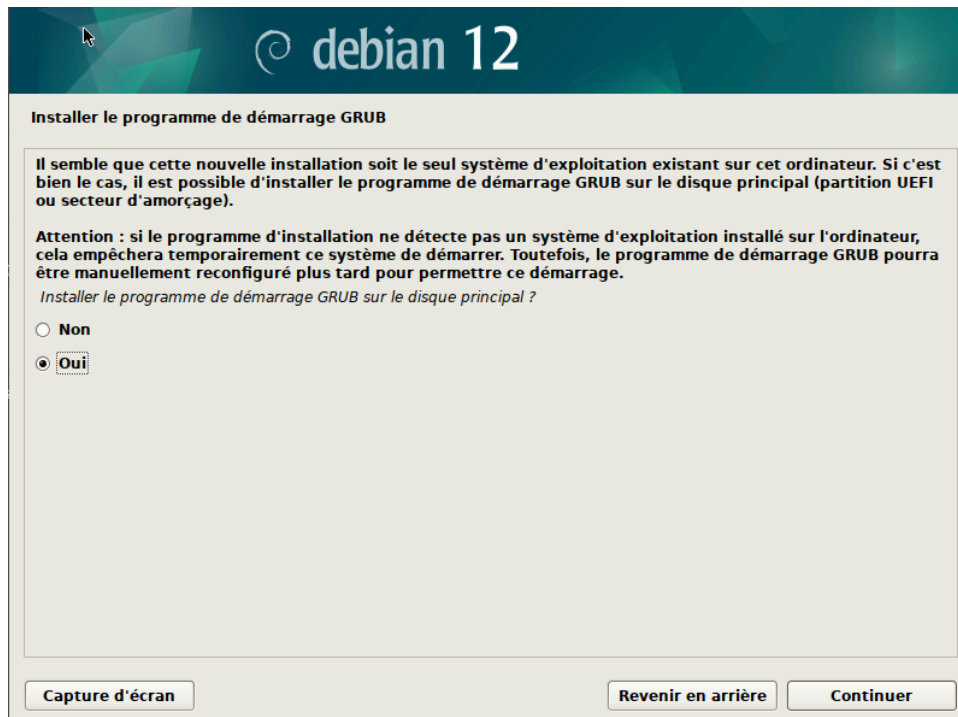 debian 12
Installer le programme de démarrage GRUB
Il semble que cette nouvelle installation soit le seul système d'exploitation existant sur cet ordinateur. Si c'est
bien le cas, il est possible d'installer le programme de démarrage GRUB sur le disque principal (partition UEFI
ou secteur d'amorçage).
Attention : si le programme d'installation ne détecte pas un système d'exploitation installé sur l'ordinateur,
cela empêchera temporairement ce système de démarrer. Toutefois, le programme de démarrage GRUB pourra
être manuellement reconfiguré plus tard pour permettre ce démarrage.
Installer le programme de démarrage GRUB sur le disque principal ?
Non
Oui
Capture d'écran
Revenir en arrière
Continuer